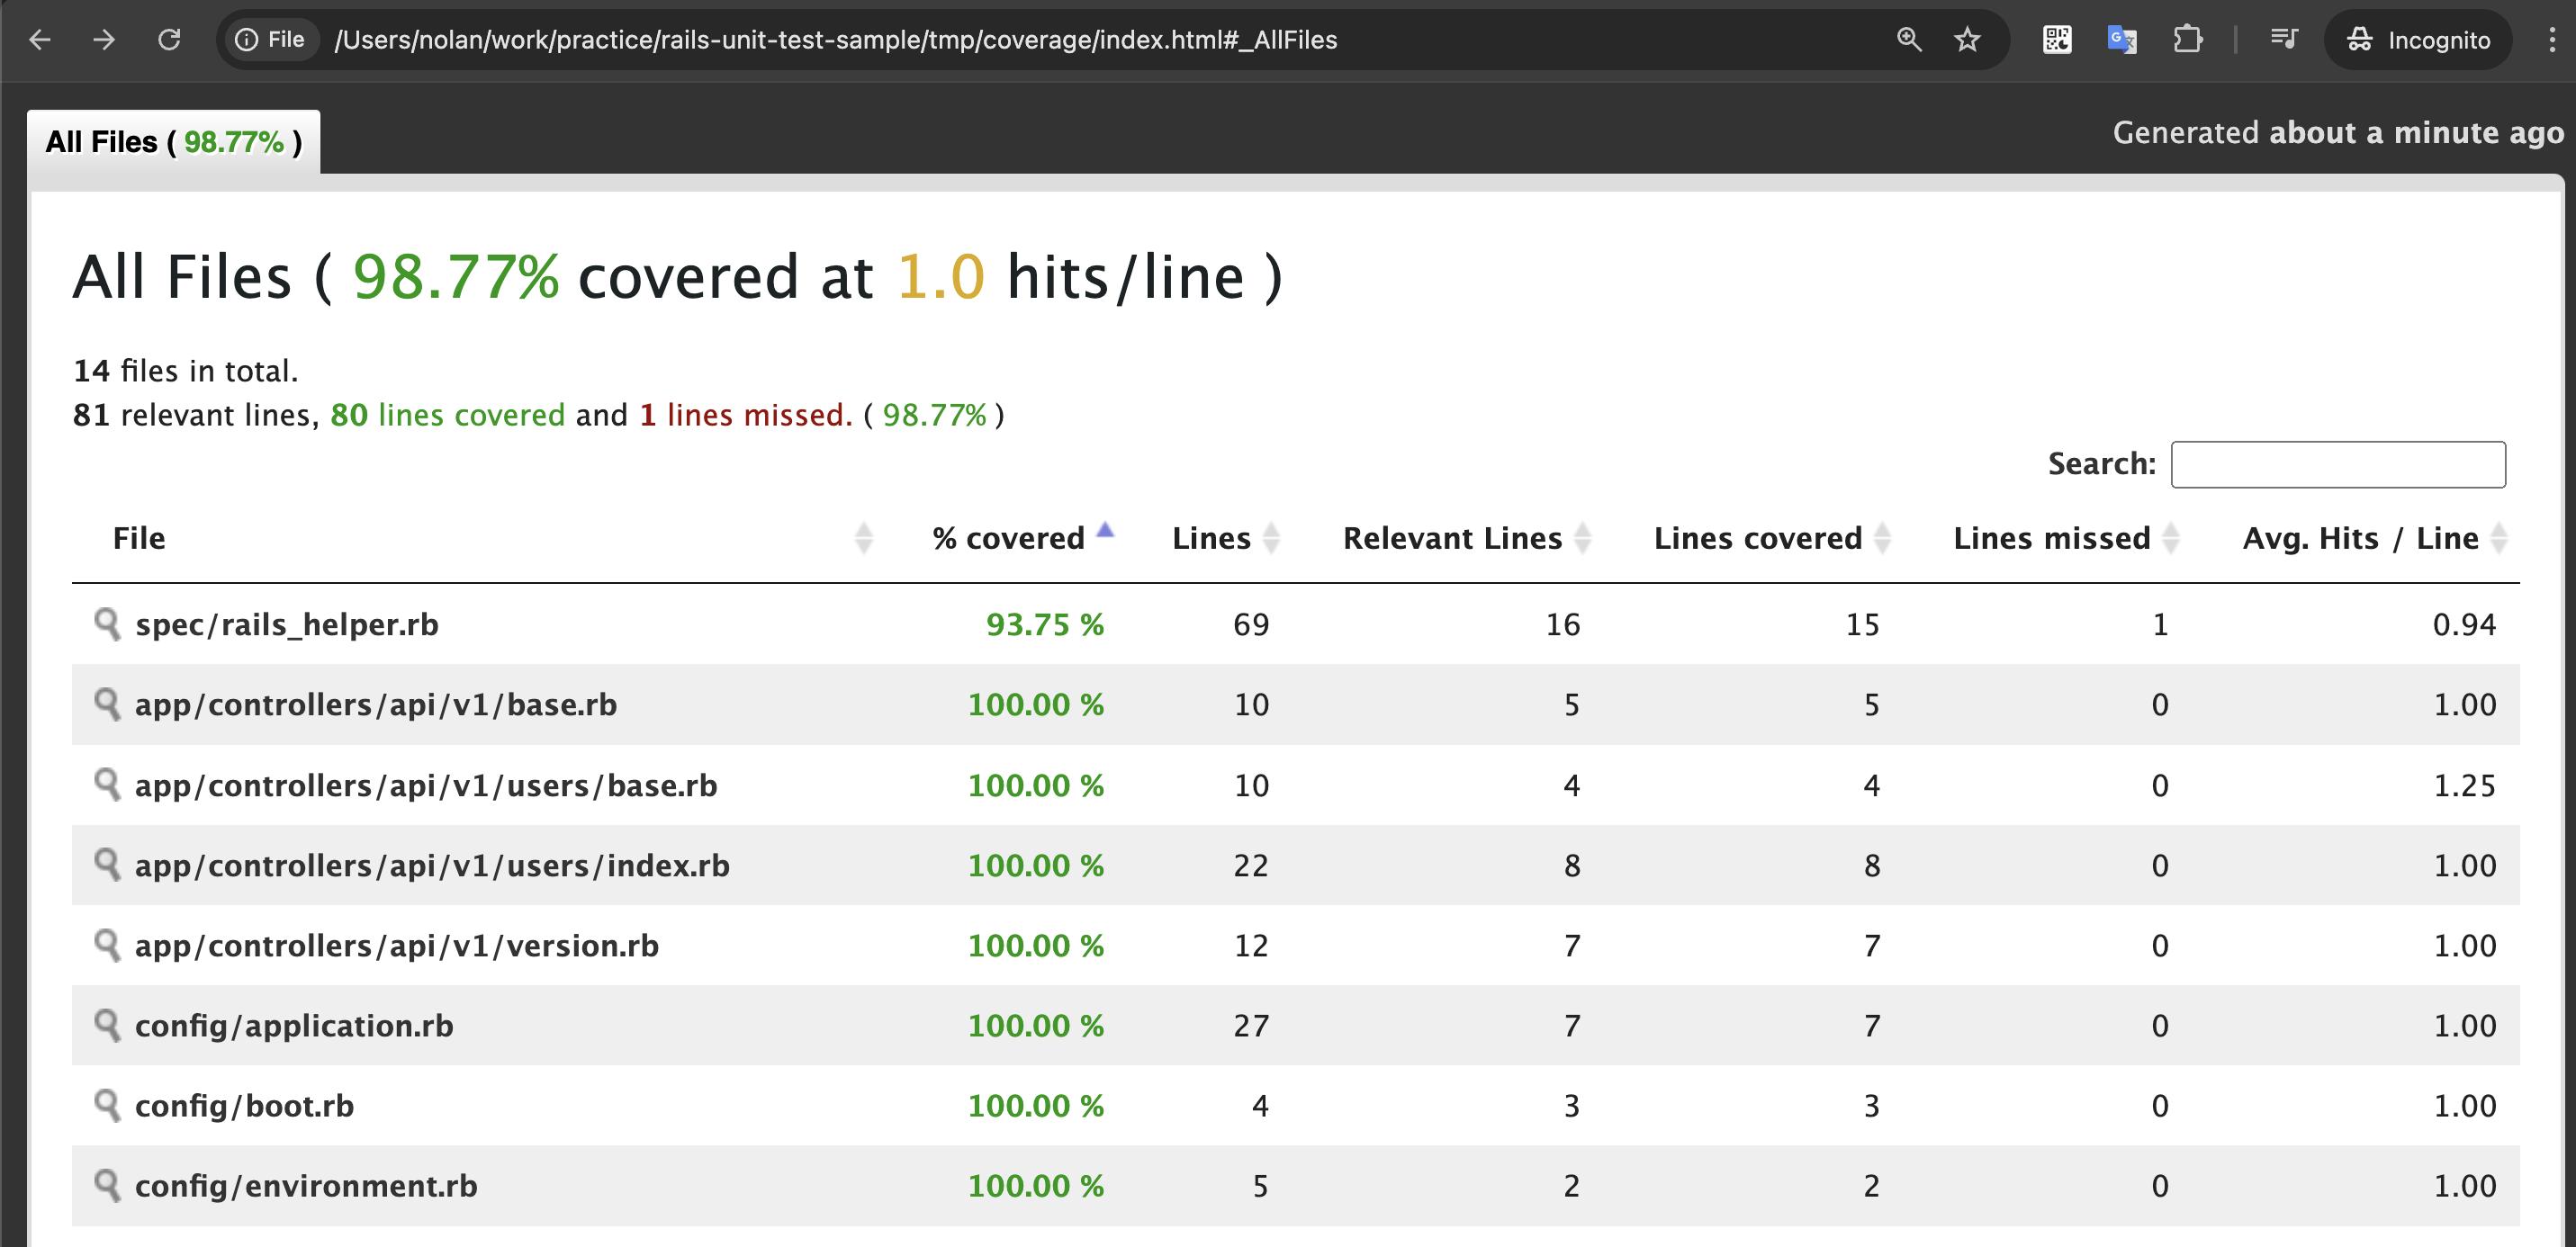 File /Users/nolan/work/practice/rails-unit-test-sample/tmp/coverage/index.html#_AllFiles Incognito
All Files ( 98.77% )
Generated about a minute ago
All Files ( 98.77% covered at 1.0 hits/line )
14 files in total.
81 relevant lines, 80 lines covered and 1 lines missed. ( 98.77% )
Search:
File % covered Lines Relevant Lines Lines covered Lines missed Avg. Hits / Line
spec/rails_helper.rb 93.75 % 69 16 15 1 0.94
app/controllers/api/v1/base.rb 100.00 % 10 5 5 0 1.00
app/controllers/api/v1/users/base.rb 100.00 % 10 4 4 0 1.25
app/controllers/api/v1/users/index.rb 100.00 % 22 8 8 0 1.00
app/controllers/api/v1/version.rb 100.00 % 12 7 7 0 1.00
config/application.rb 100.00 % 27 7 7 0 1.00
config/boot.rb 100.00 % 4 3 3 0 1.00
config/environment.rb 100.00 % 5 2 2 0 1.00